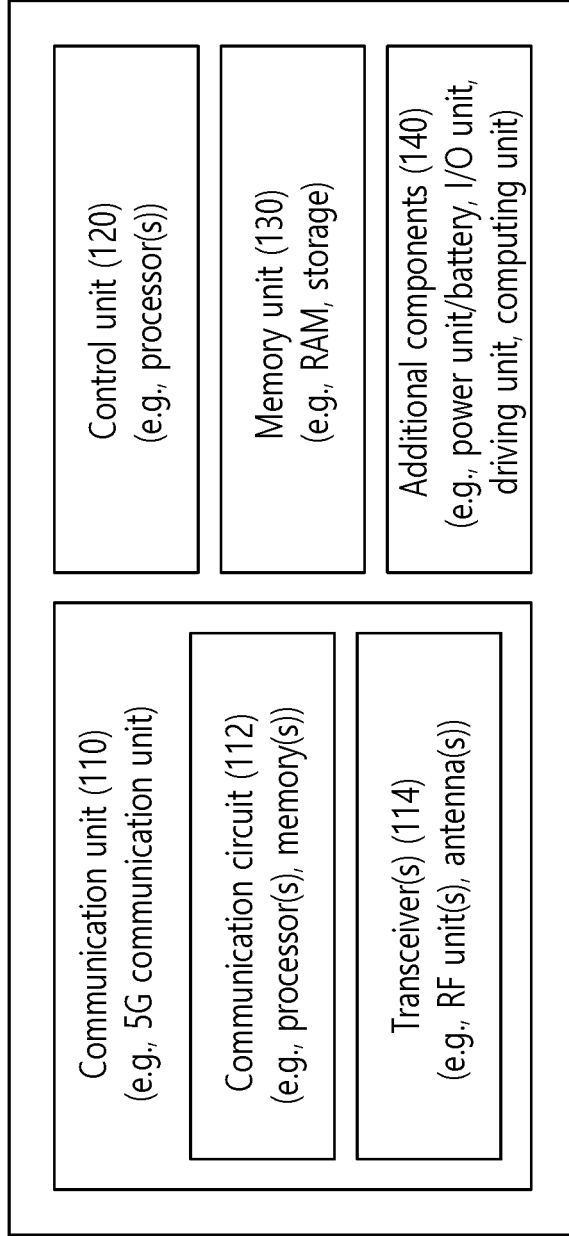 Communication unit (110)
(e.g., 5G communication unit)
Communication circuit (112)
(e.g., processor(s), memory(s))
Transceiver(s) (114)
(e.g., RF unit(s), antenna(s))
Control unit (120)
(e.g., processor(s))
Memory unit (130)
(e.g., RAM, storage)
Additional components (140)
(e.g., power unit/battery, I/O unit,
driving unit, computing unit)